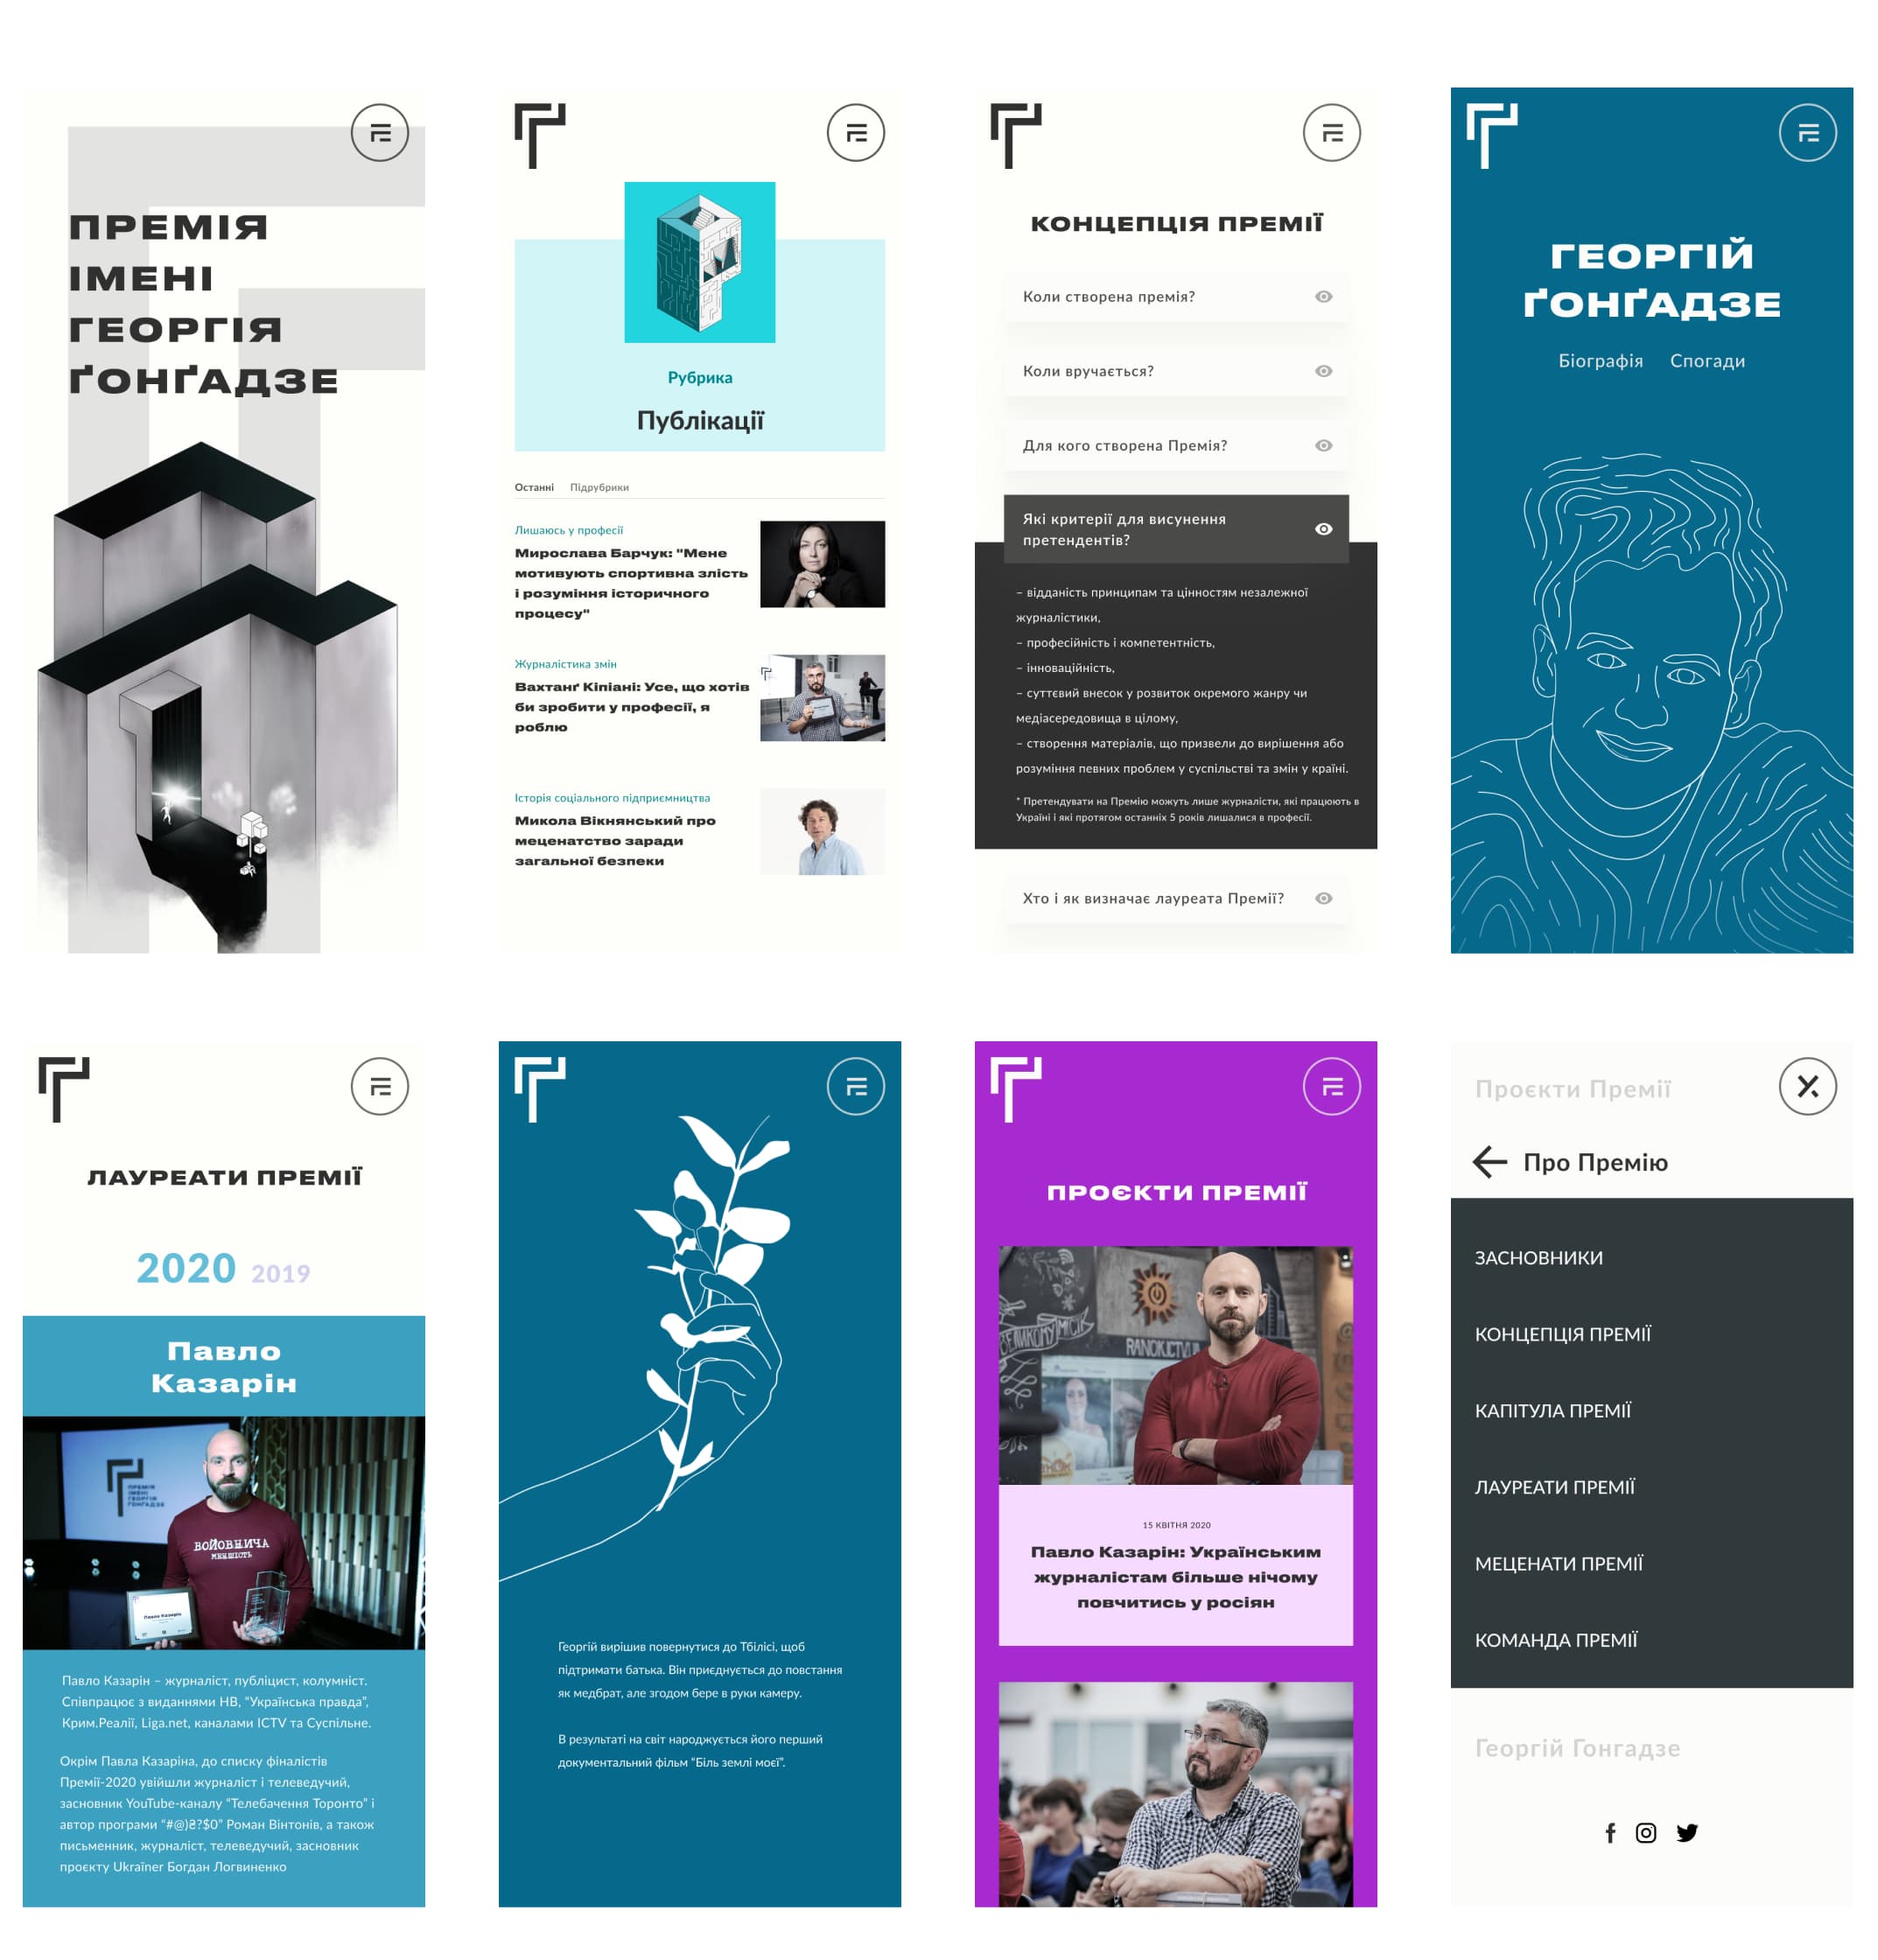 ПРЕМІЯ
ІМЕНІ
ГЕОРГІЯ
ҐОНҐАДЗЕ
Рубрика
Публікації
Останні Підрубрики
Лишаюсь у професії
Мирослава Барчук: "Мене
мотивують спортивна злість
і розуміння історичного
процесу"
Журналістика змін
Вахтанґ Кіпіані: Усе, що хотів
би зробити у професії, я
роблю
Історія соціального підприємництва
Микола Вікнянський про
меценатство заради
загальної безпеки
КОНЦЕПЦІЯ ПРЕМІЇ
Коли створена премія?
Коли вручається?
Для кого створена Премія?
Які критерії для висунення
претендентів?
– відданість принципам та цінностям незалежної
журналістики,
– професійність і компетентність,
– інноваційність,
– суттєвий внесок у розвиток окремого жанру чи
медіасередовища в цілому,
– створення матеріалів, що призвели до вирішення або
розуміння певних проблем у суспільстві та змін у країні.
* Претендувати на Премію можуть лише журналісти, які працюють в
Україні і які протягом останніх 5 років лишалися в професії.
Хто і як визначає лауреата Премії?
ГЕОРГІЙ
ҐОНҐАДЗЕ
Біографія Спогади
ЛАУРЕАТИ ПРЕМІЇ
2020 2019
Павло
Казарін
ПРЕМІЯ
ІМЕНІ
ГЕОРГІЯ
ҐОНҐАДЗЕ
ВОЙОВНИЧА
МЕНШІСТЬ
Павло Казарін
Павло Казарін – журналіст, публіцист, колумніст.
Співпрацює з виданнями НВ, “Українська правда”,
Крим.Реалії, Liga.net, каналами ICTV та Суспільне.
Окрім Павла Казаріна, до списку фіналістів
Премії-2020 увійшли журналіст і телеведучий,
засновник YouTube-каналу “Телебачення Торонто” і
автор програми “#@)₴?$0” Роман Вінтонів, а також
письменник, журналіст, телеведучий, засновник
проєкту Ukraïner Богдан Логвиненко
Георгій вирішив повернутися до Тбілісі, щоб
підтримати батька. Він приєднується до повстання
як медбрат, але згодом бере в руки камеру.
В результаті на світ народжується його перший
документальний фільм “Біль землі моєї”.
ПРОЄКТИ ПРЕМІЇ
15 КВІТНЯ 2020
Павло Казарін: Українським
журналістам більше нічому
повчитись у росіян
Проєкти Премії
Про Премію
ЗАСНОВНИКИ
КОНЦЕПЦІЯ ПРЕМІЇ
КАПІТУЛА ПРЕМІЇ
ЛАУРЕАТИ ПРЕМІЇ
МЕЦЕНАТИ ПРЕМІЇ
КОМАНДА ПРЕМІЇ
Георгій Гонгадзе